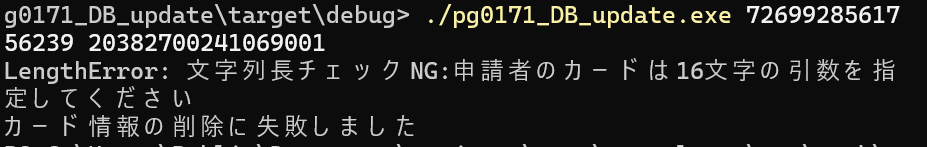 g0171_DB_update\target\debug> ./pg0171_DB_update.exe 72699285617
56239 20382700241069001
LengthError: 文字列長チェックNG:申請者のカードは16文字の引数を指
定してください
カード情報の削除に失敗しました